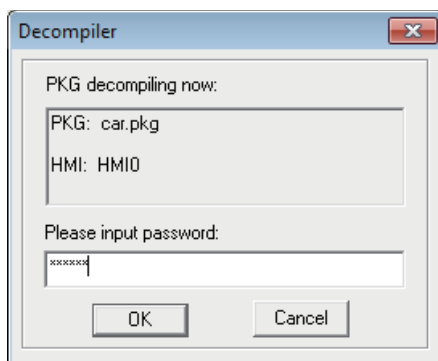 Decompiler
PKG decompiling now:
PKG: car.pkg
HMI: HMI0
Please input password:
******
OK
Cancel